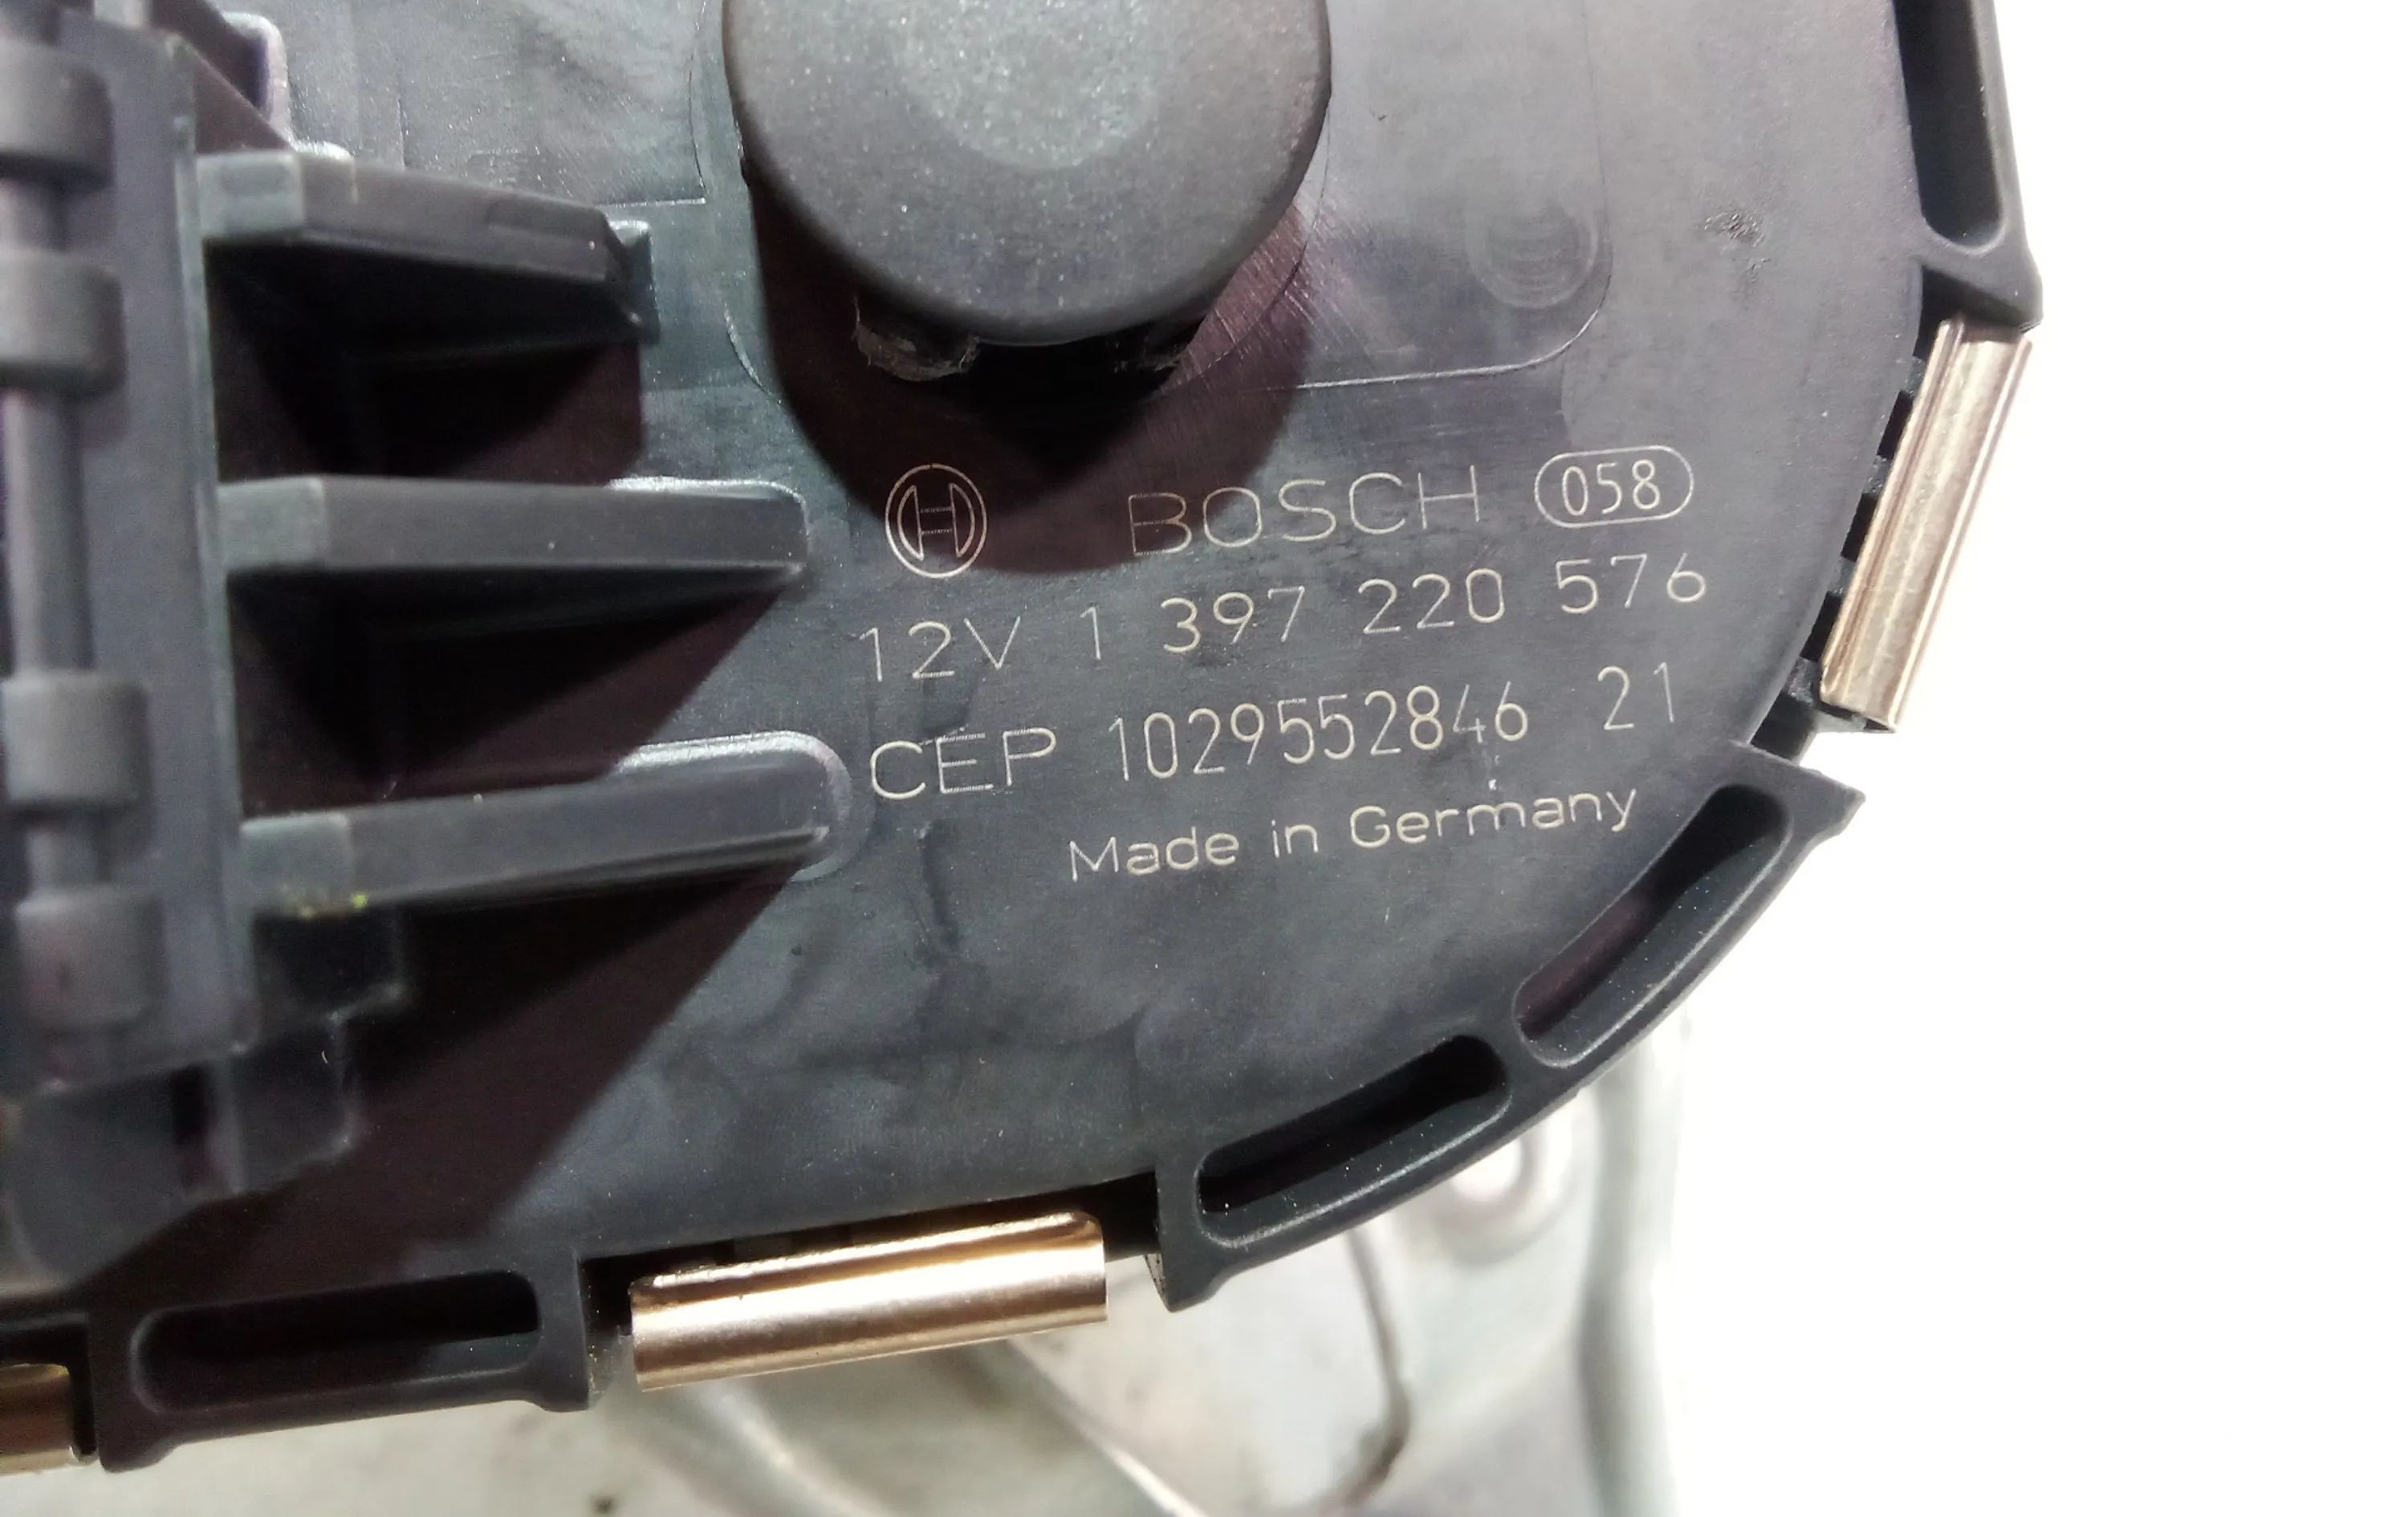 BOSCH 058
12V 1 397 220 576
CEP 1029552846 21
Made in Germany